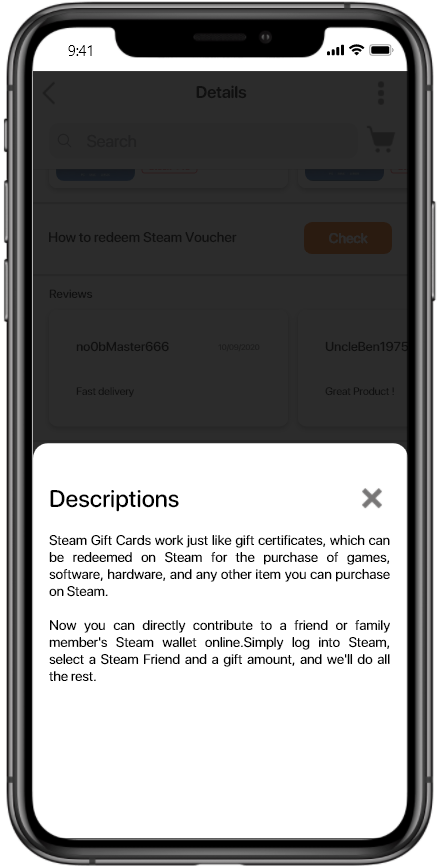 9:41
Details
Search
How to redeem Steam Voucher
Check
Reviews
no0bMaster666
10/06/2020
UncleBen1975
Fast delivery
Great Product !
Descriptions
Steam Gift Cards work just like gift certificates, which can
be redeemed on Steam for the purchase of games,
software, hardware, and any other item you can purchase
on Steam.
Now you can directly contribute to a friend or family
member's Steam wallet online.Simply log into Steam,
select a Steam Friend and a gift amount, and we'll do all
the rest.